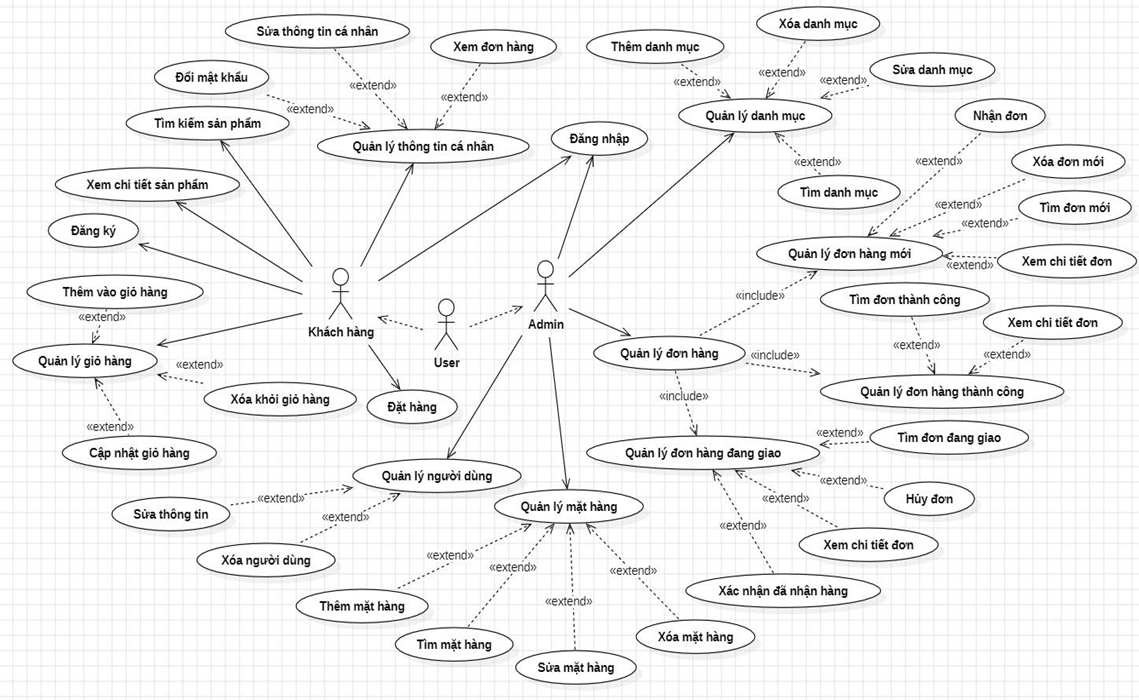 Xóa danh mục
Sửa thông tin cá nhân
Xem đơn hàng
Thêm danh mục
Sửa danh mục
Đổi mật khẩu
«extend»
«extend»
«extend»
«extend»
«extend»
«extend»
Tìm kiếm sản phẩm
Quản lý danh mục
Nhận đơn
Quản lý thông tin cá nhân
Đăng nhập
«extend»
«extend»
Xóa đơn mới
Xem chi tiết sản phẩm
Tìm danh mục
«extend»
Tìm đơn mới
«extend»
Đăng ký
Quản lý đơn hàng mới
Xem chi tiết đơn
«extend»
Thêm vào giỏ hàng
«include»
Tìm đơn thành công
«extend»
Khách hàng
Admin
Xem chi tiết đơn
User
«extend»
«extend»
Quản lý giỏ hàng
Quản lý đơn hàng
«include»
«extend»
Xóa khỏi giỏ hàng
Đặt hàng
«include»
Quản lý đơn hàng thành công
«extend»
«extend»
Tìm đơn đang giao
Cập nhật giỏ hàng
Quản lý đơn hàng đang giao
Quản lý người dùng
«extend»
«extend»
«extend»
Hủy đơn
Quản lý mặt hàng
Sửa thông tin
«extend»
«extend»
Xem chi tiết đơn
«extend»
Xóa người dùng
«extend»
«extend»
Xác nhận đã nhận hàng
Thêm mặt hàng
«extend»
Xóa mặt hàng
Tìm mặt hàng
Sửa mặt hàng